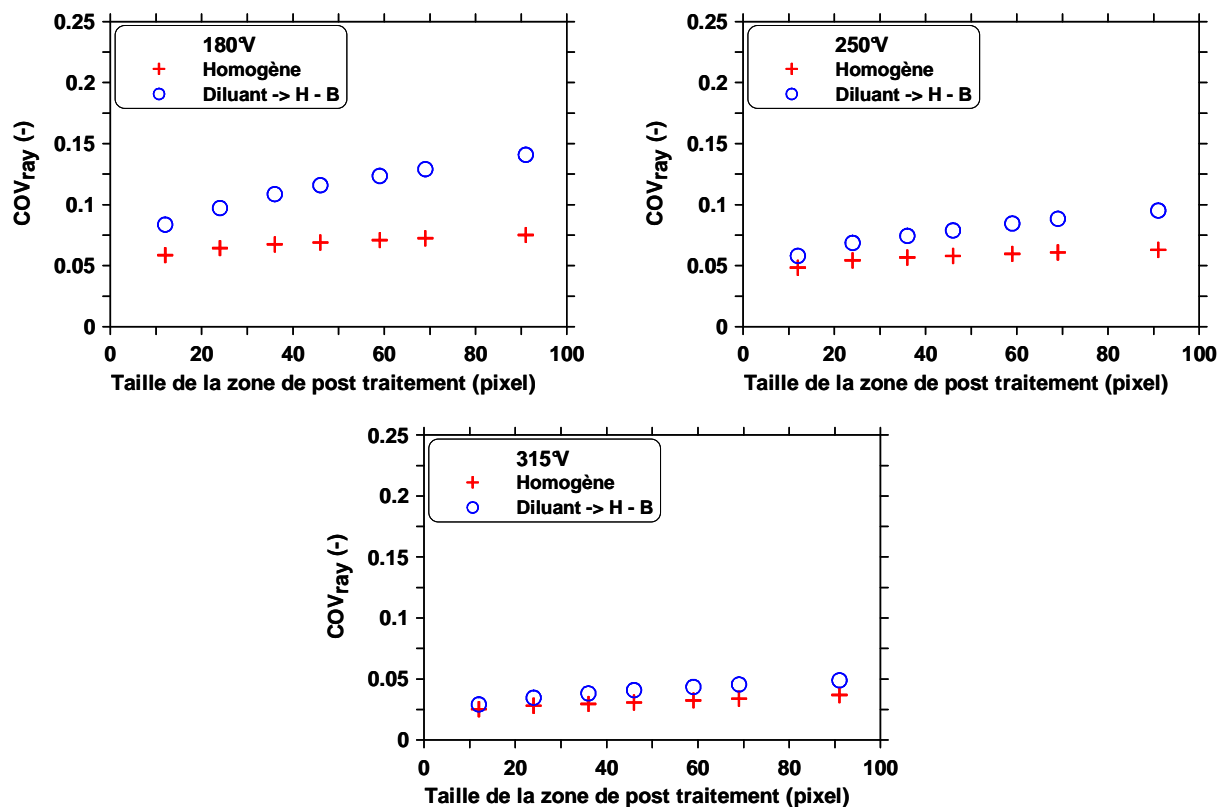 0.25
0.2
0.15
0.1
0.05
0
COVray (-)
180°V
Homogène
Diluant -> H - B
0 20 40 60 80 100
Taille de la zone de post traitement (pixel)
0.25
0.2
0.15
0.1
0.05
0
COVray (-)
250°V
Homogène
Diluant -> H - B
0 20 40 60 80 100
Taille de la zone de post traitement (pixel)
0.25
0.2
0.15
0.1
0.05
0
COVray (-)
315°V
Homogène
Diluant -> H - B
0 20 40 60 80 100
Taille de la zone de post traitement (pixel)